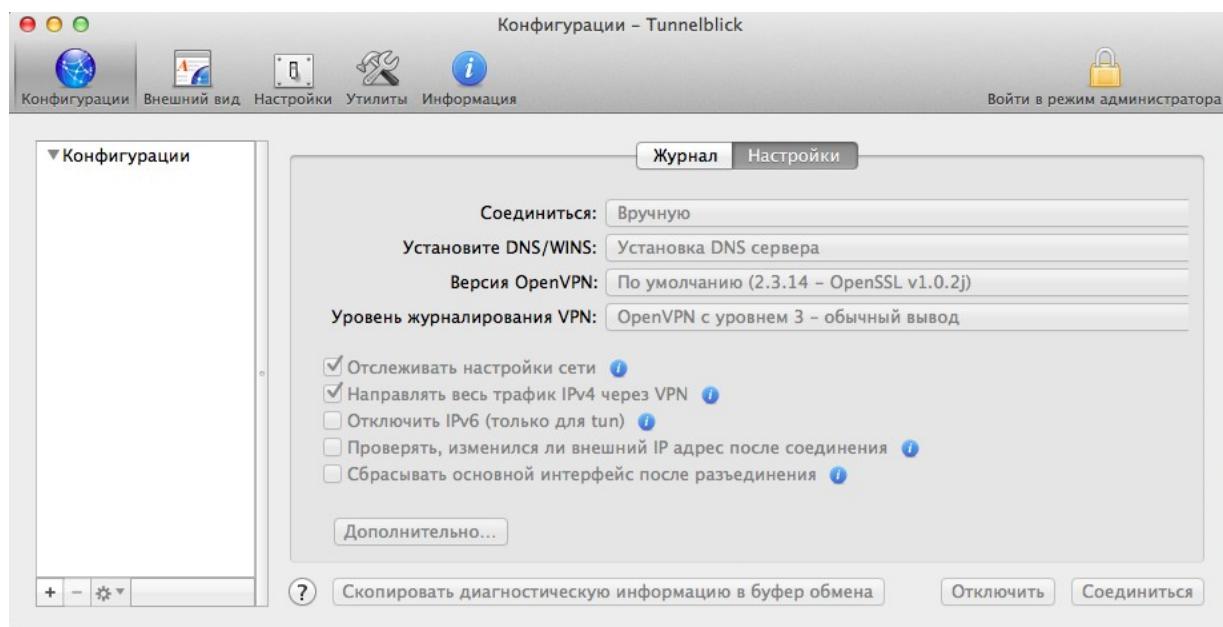 Конфигурации – Tunnelblick
Конфигурации Внешний вид Настройки Утилиты Информация Войти в режим администратора
Конфигурации
Журнал Настройки
Соединиться: Вручную
Установите DNS/WINS: Установка DNS сервера
Версия OpenVPN: По умолчанию (2.3.14 – OpenSSL v1.0.2j)
Уровень журналирования VPN: OpenVPN с уровнем 3 – обычный вывод
Отслеживать настройки сети
Направлять весь трафик IPv4 через VPN
Отключить IPv6 (только для tun)
Проверять, изменился ли внешний IP адрес после соединения
Сбрасывать основной интерфейс после разъединения
Дополнительно...
+ – ? Скопировать диагностическую информацию в буфер обмена Отключить Соединиться